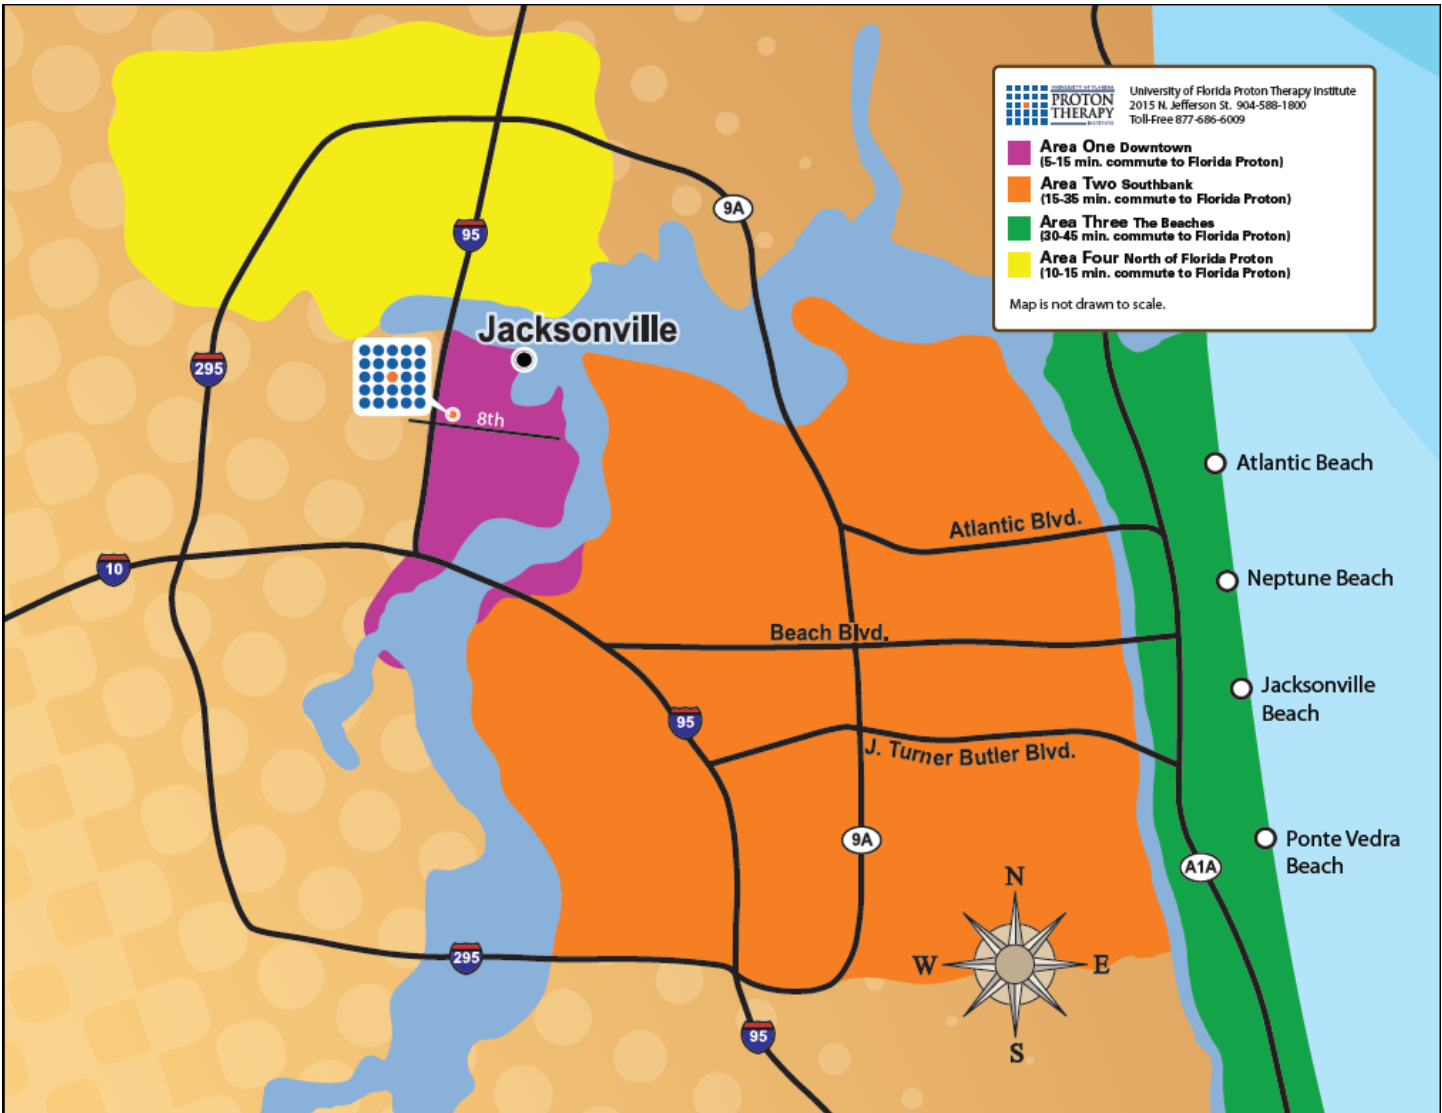 UNIVERSITY OF FLORIDA
PROTON
THERAPY
INSTITUTE
University of Florida Proton Therapy Institute
2015 N. Jefferson St. 904-588-1800
Toll-Free 877-686-6009
Area One Downtown
(5-15 min. commute to Florida Proton)
Area Two Southbank
(15-35 min. commute to Florida Proton)
Area Three The Beaches
(30-45 min. commute to Florida Proton)
Area Four North of Florida Proton
(10-15 min. commute to Florida Proton)
Map is not drawn to scale.
9A
95
Jacksonville
295
8th
Atlantic Beach
Atlantic Blvd.
10
Neptune Beach
Beach Blvd.
Jacksonville
Beach
95
J. Turner Butler Blvd.
9A
Ponte Vedra
Beach
A1A
N
W
E
S
295
95